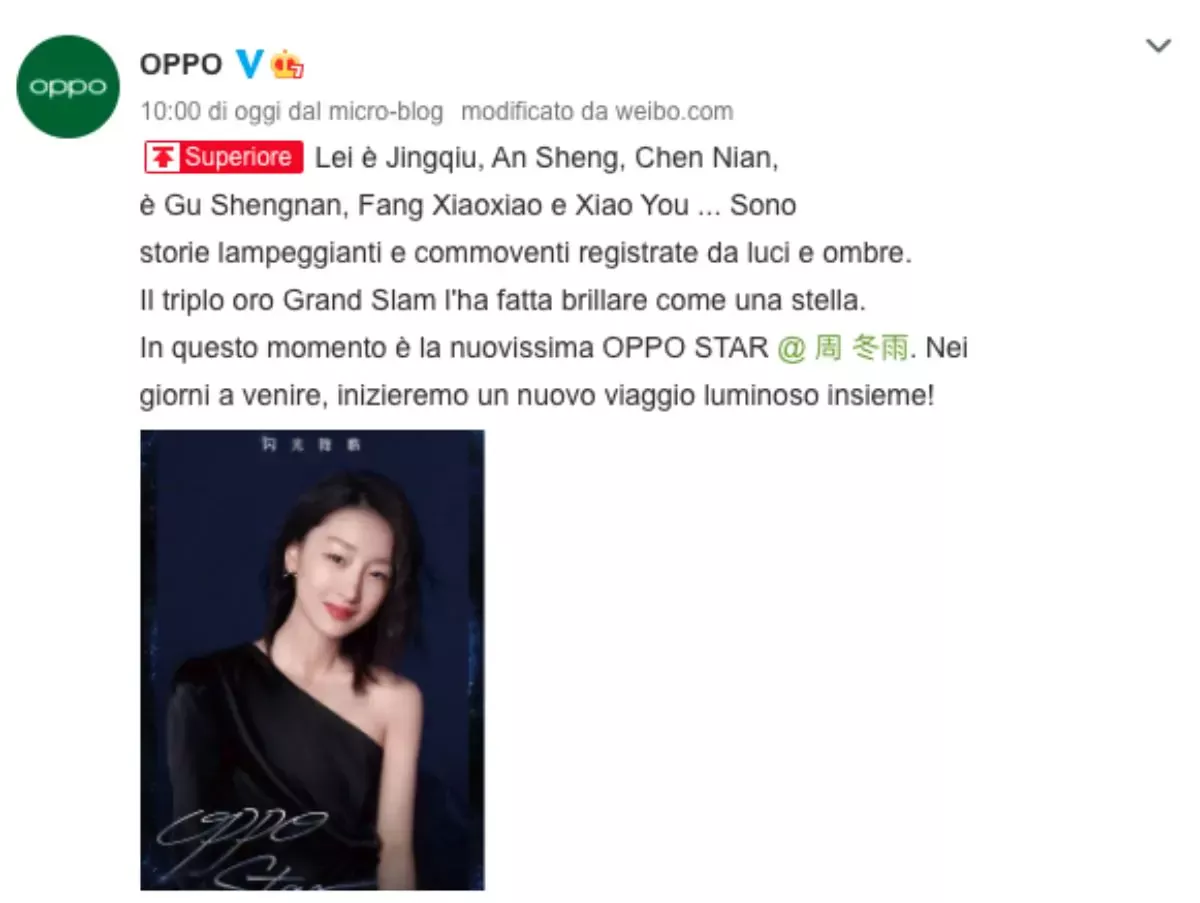 oppo
OPPO
10:00 di oggi dal micro-blog modificato da weibo.com
Superiore Lei è Jingqiu, An Sheng, Chen Nian,
è Gu Shengnan, Fang Xiaoxiao e Xiao You ... Sono
storie lampeggianti e commoventi registrate da luci e ombre.
Il triplo oro Grand Slam l'ha fatta brillare come una stella.
In questo momento è la nuovissima OPPO STAR @ 周 冬雨. Nei
giorni a venire, inizieremo un nuovo viaggio luminoso insieme!
oppo
Star